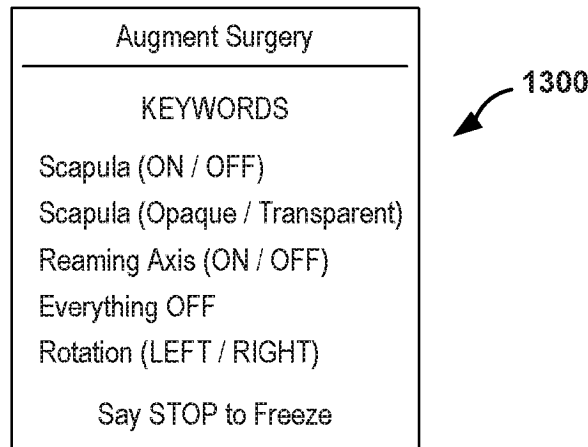 Augment Surgery
1300
KEYWORDS
Scapula (ON / OFF)
Scapula (Opaque / Transparent)
Reaming Axis (ON / OFF)
Everything OFF
Rotation (LEFT / RIGHT)
Say STOP to Freeze